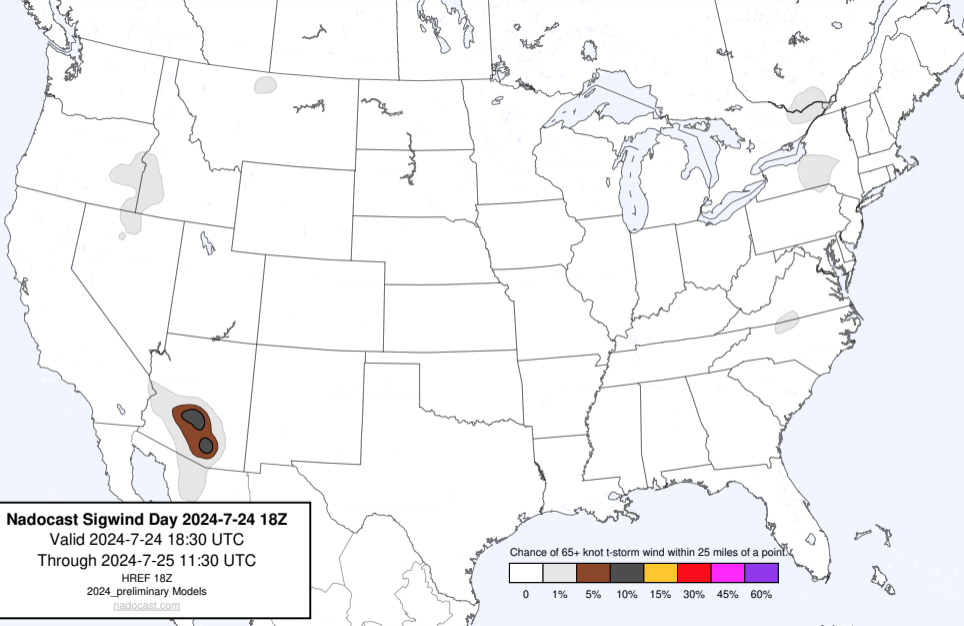 Nadocast Sigwind Day 2024-7-24 18Z
Valid 2024-7-24 18:30 UTC
Through 2024-7-25 11:30 UTC
HREF 18Z
2024_preliminary Models
nadocast.com
Chance of 65+ knot t-storm wind within 25 miles of a point.
0 1% 5% 10% 15% 30% 45% 60%